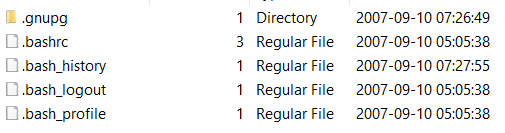 .gnupg 1 Directory 2007-09-10 07:26:49
.bashrc 3 Regular File 2007-09-10 05:05:38
.bash_history 1 Regular File 2007-09-10 07:27:55
.bash_logout 1 Regular File 2007-09-10 05:05:38
.bash_profile 1 Regular File 2007-09-10 05:05:38